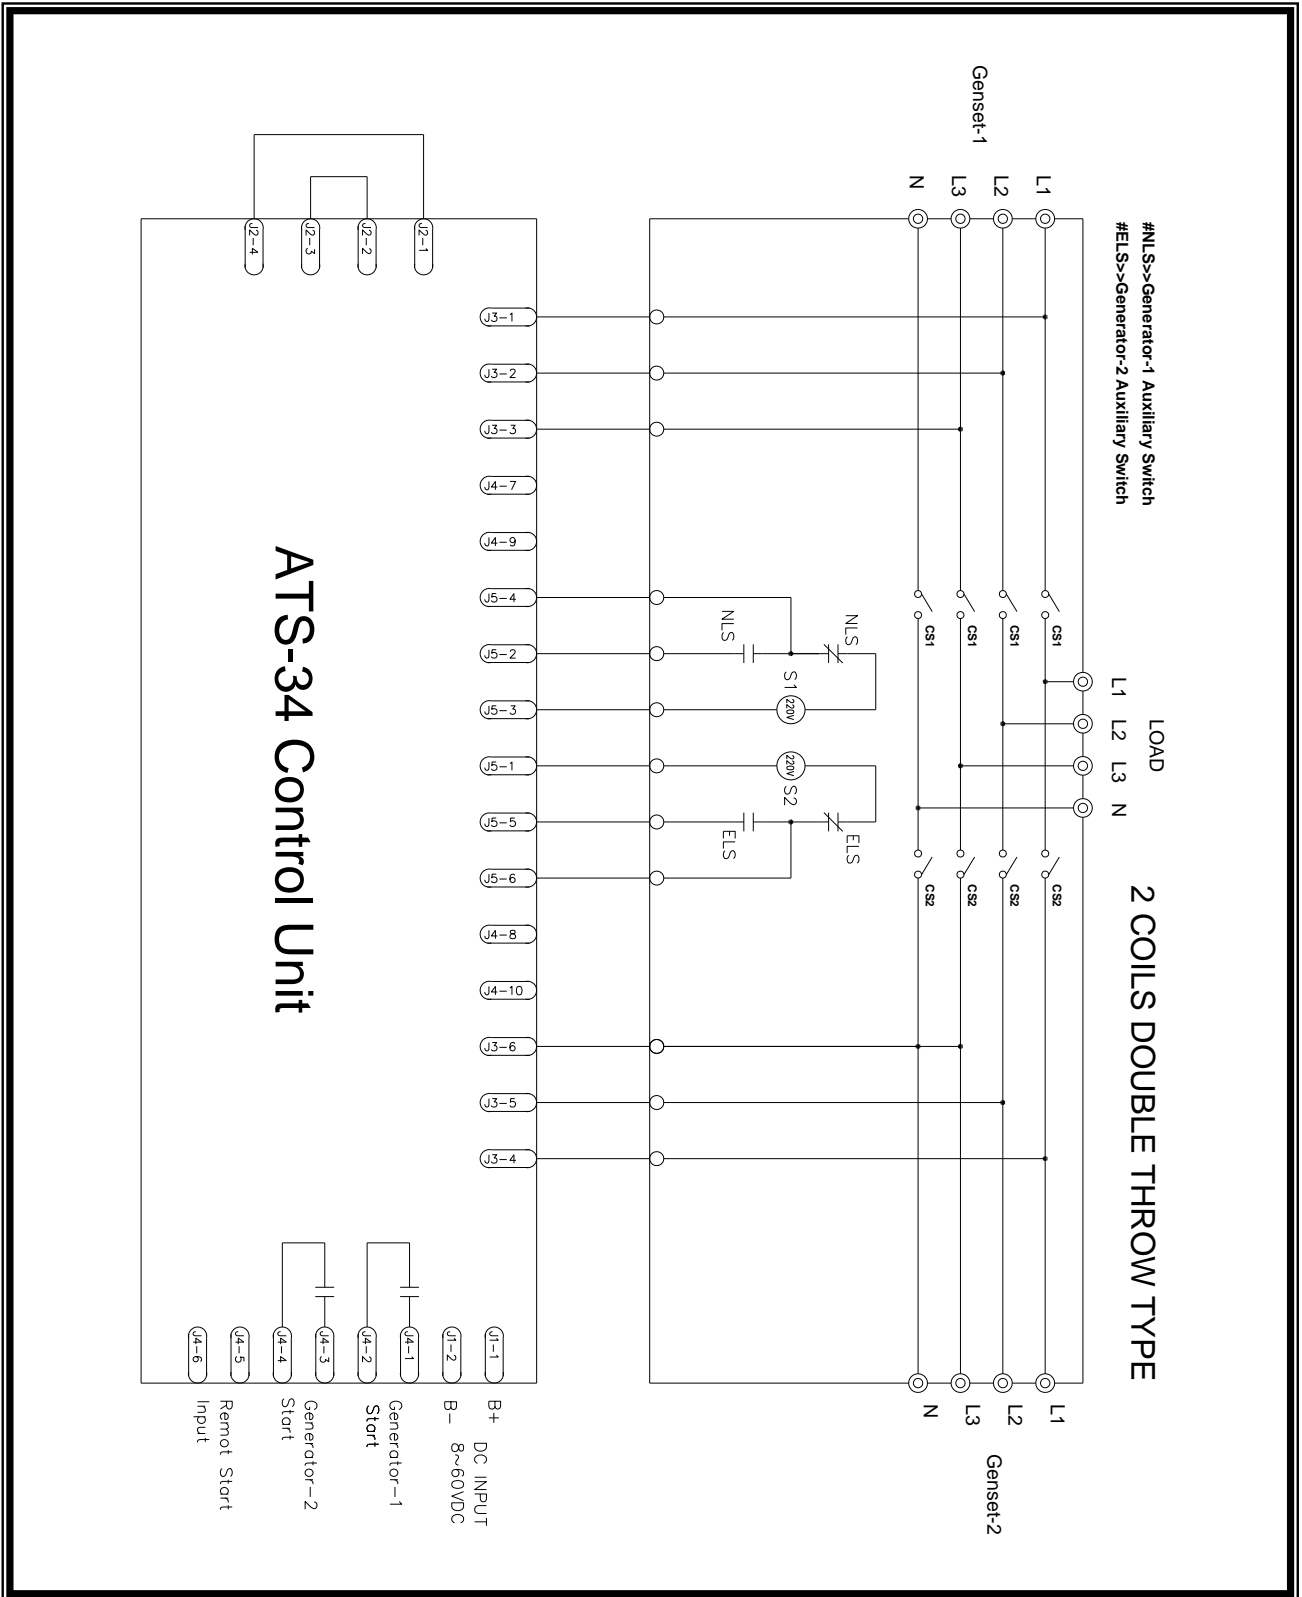 2 COILS DOUBLE THROW TYPE
#NLS>>Generator-1 Auxiliary Switch
#ELS>>Generator-2 Auxiliary Switch
LOAD
L1
L2
L3
N
Genset-1
L1
L2
L3
N
CS1
CS1
CS1
CS1
CS2
CS2
CS2
CS2
L1
L2
L3
N
Genset-2
NLS
ELS
S1
220V
220V
S2
NLS
ELS
J3-1
J3-2
J3-3
J4-7
J4-9
J5-4
J5-2
J5-3
J5-1
J5-5
J5-6
J4-8
J4-10
J3-6
J3-5
J3-4
J2-1
J2-2
J2-3
J2-4
ATS-34 Control Unit
J1-1
B+ DC INPUT
J1-2
B- 8~60VDC
J4-1
Generator-1
J4-2
Start
J4-3
Generator-2
J4-4
Start
J4-5
Remot Start
J4-6
Input